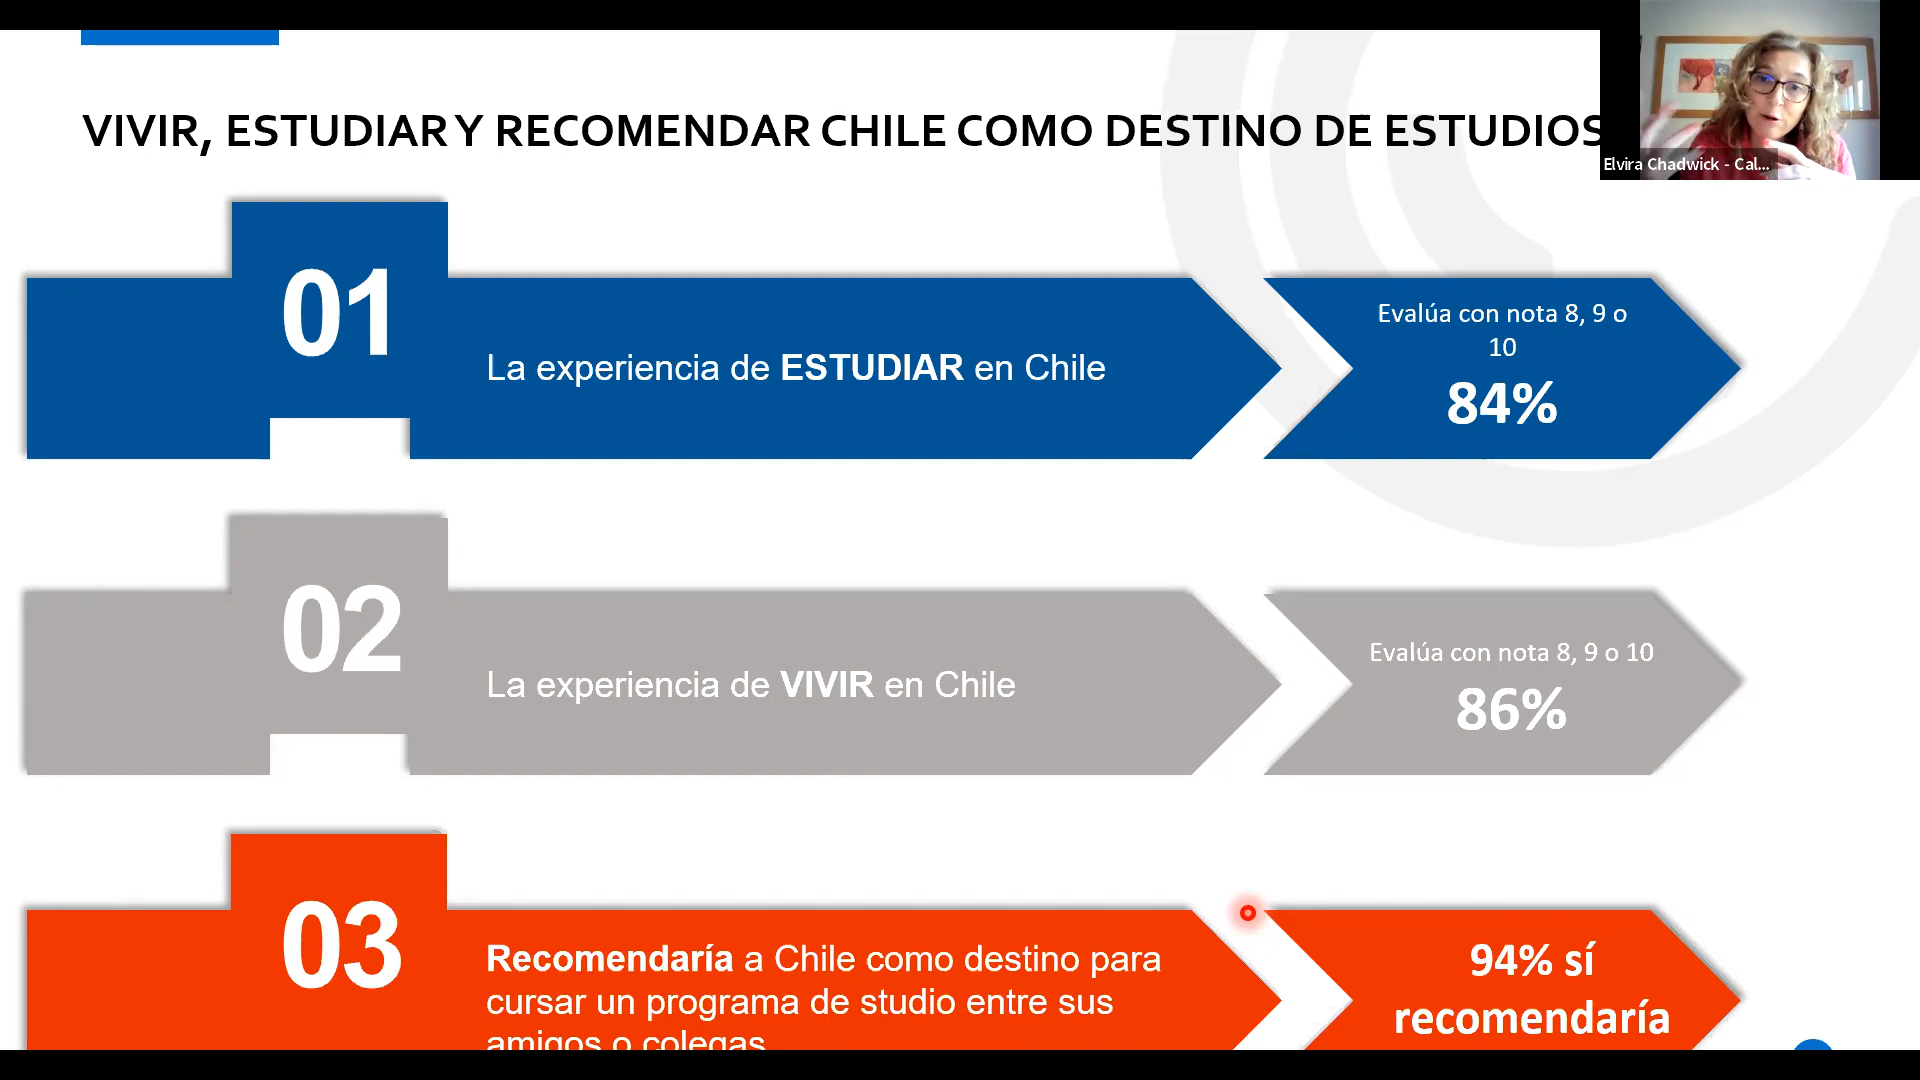 VIVIR, ESTUDIAR Y RECOMENDAR CHILE COMO DESTINO DE ESTUDIOS
Elvira Chadwick - Cal...
01
La experiencia de ESTUDIAR en Chile
Evalúa con nota 8, 9 o
10
84%
02
La experiencia de VIVIR en Chile
Evalúa con nota 8, 9 o 10
86%
03
Recomendaría a Chile como destino para
cursar un programa de studio entre sus
amigos o colegas
94% sí
recomendaría